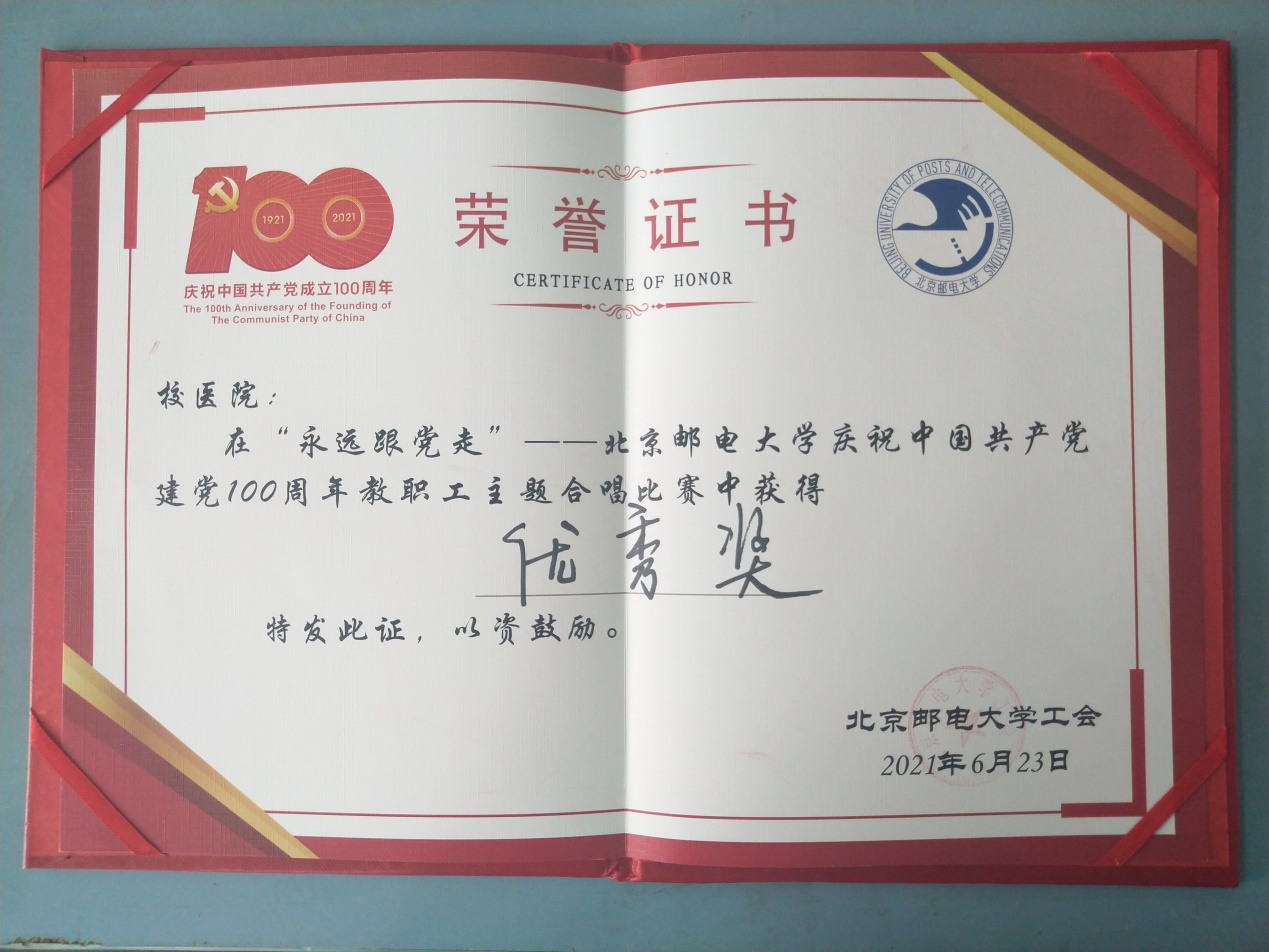 1921
2021
庆祝中国共产党成立100周年
The 100th Anniversary of the Founding of
The Communist Party of China
荣誉证书
CERTIFICATE OF HONOR
BEIJING UNIVERSITY OF POSTS AND TELECOMMUNICATIONS
北京邮电大学
校医院：
在“永远跟党走”——北京邮电大学庆祝中国共产党
建党100周年教职工主题合唱比赛中获得
优秀奖
特发此证，以资鼓励。
北京邮电大学工会
2021年6月23日